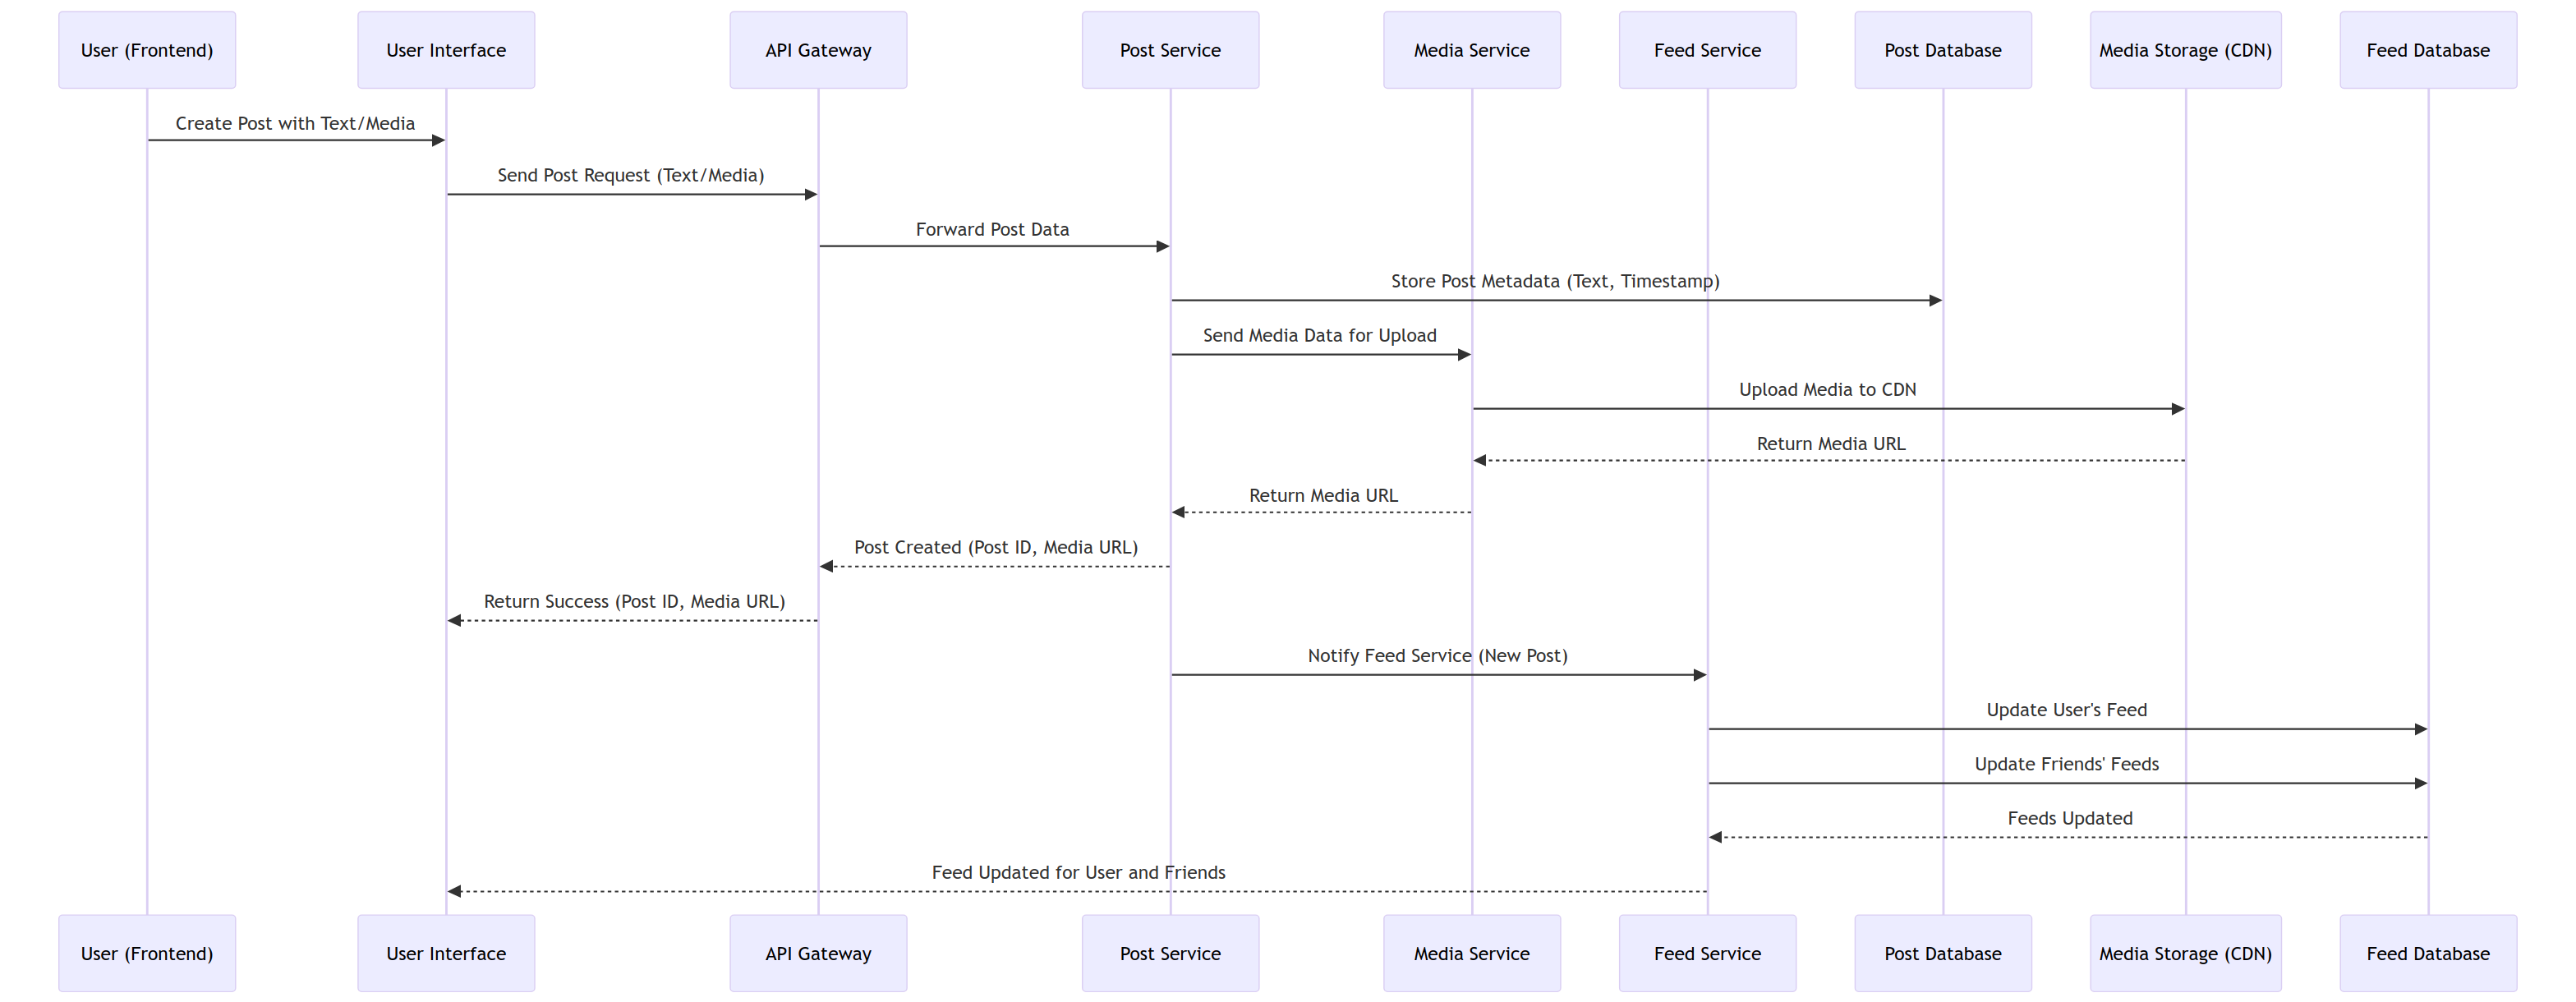 User (Frontend)
User Interface
API Gateway
Post Service
Media Service
Feed Service
Post Database
Media Storage (CDN)
Feed Database
Create Post with Text/Media
Send Post Request (Text/Media)
Forward Post Data
Store Post Metadata (Text, Timestamp)
Send Media Data for Upload
Upload Media to CDN
Return Media URL
Return Media URL
Post Created (Post ID, Media URL)
Return Success (Post ID, Media URL)
Notify Feed Service (New Post)
Update User's Feed
Update Friends' Feeds
Feeds Updated
Feed Updated for User and Friends
User (Frontend)
User Interface
API Gateway
Post Service
Media Service
Feed Service
Post Database
Media Storage (CDN)
Feed Database